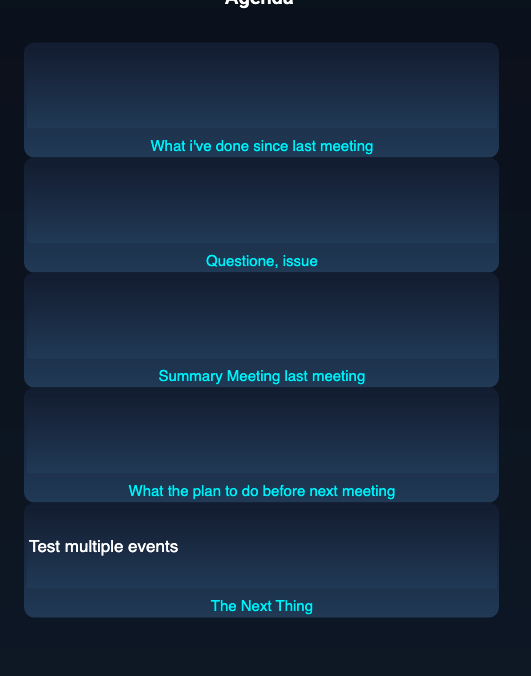 Agenda
What i've done since last meeting
Questione, issue
Summary Meeting last meeting
What the plan to do before next meeting
Test multiple events
The Next Thing